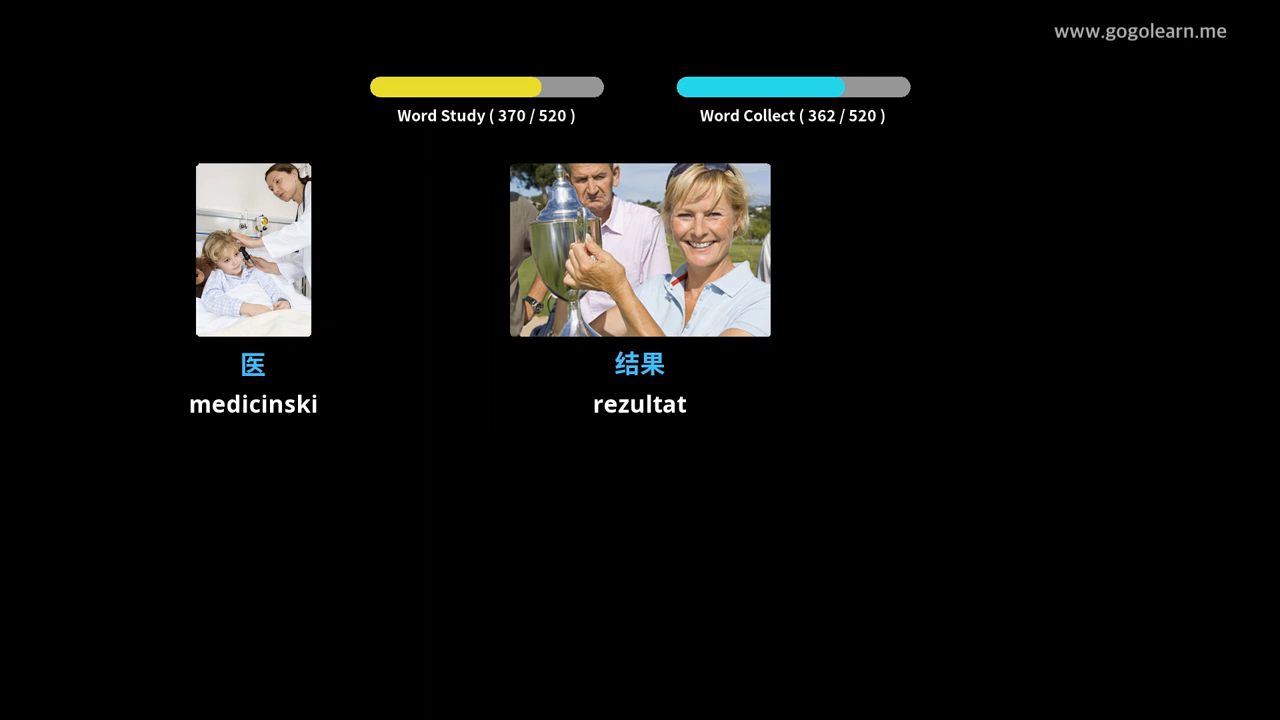 www.gogolearn.me
Word Study ( 370 / 520 )
Word Collect ( 362 / 520 )
医
medicinski
结果
rezultat